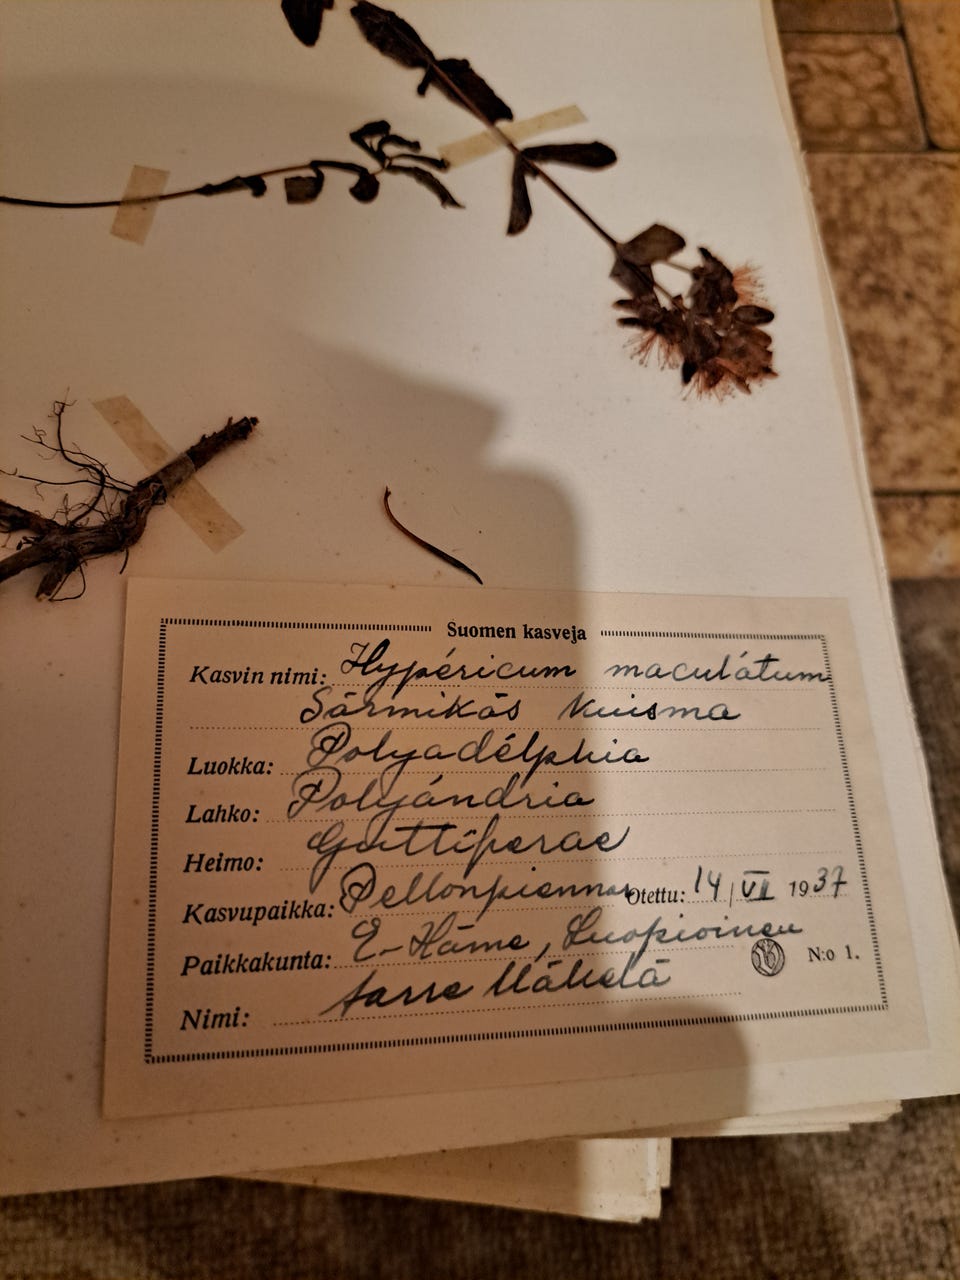 Suomen kasveja
Kasvin nimi: Hypéricum maculátum
Särmikäs kuisma
Luokka: Polyadélphia
Lahko: Polyándria
Heimo: Guttíferae
Kasvupaikka: Pellonpiennar Otettu: 14/VI 1937
Paikkakunta: E-Häme, Luopioinen
N:o 1.
Nimi: